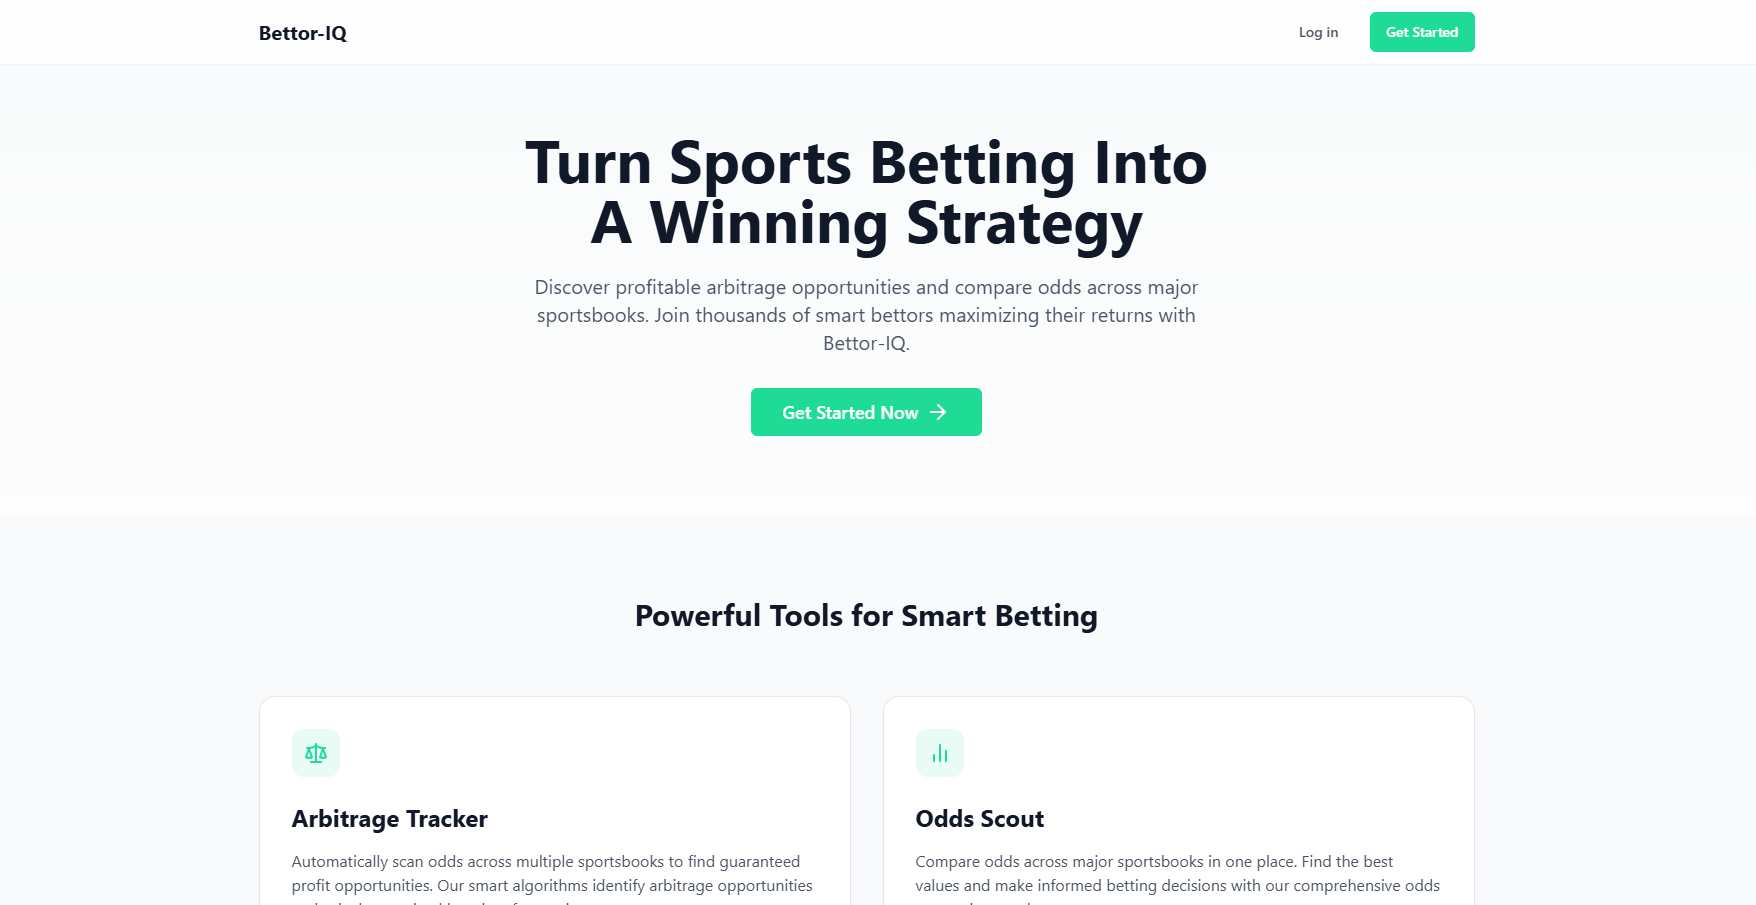 Bettor-IQ
Log in
Get Started
Turn Sports Betting Into
A Winning Strategy
Discover profitable arbitrage opportunities and compare odds across major
sportsbooks. Join thousands of smart bettors maximizing their returns with
Bettor-IQ.
Get Started Now
Powerful Tools for Smart Betting
Arbitrage Tracker
Automatically scan odds across multiple sportsbooks to find guaranteed
profit opportunities. Our smart algorithms identify arbitrage opportunities
Odds Scout
Compare odds across major sportsbooks in one place. Find the best
values and make informed betting decisions with our comprehensive odds